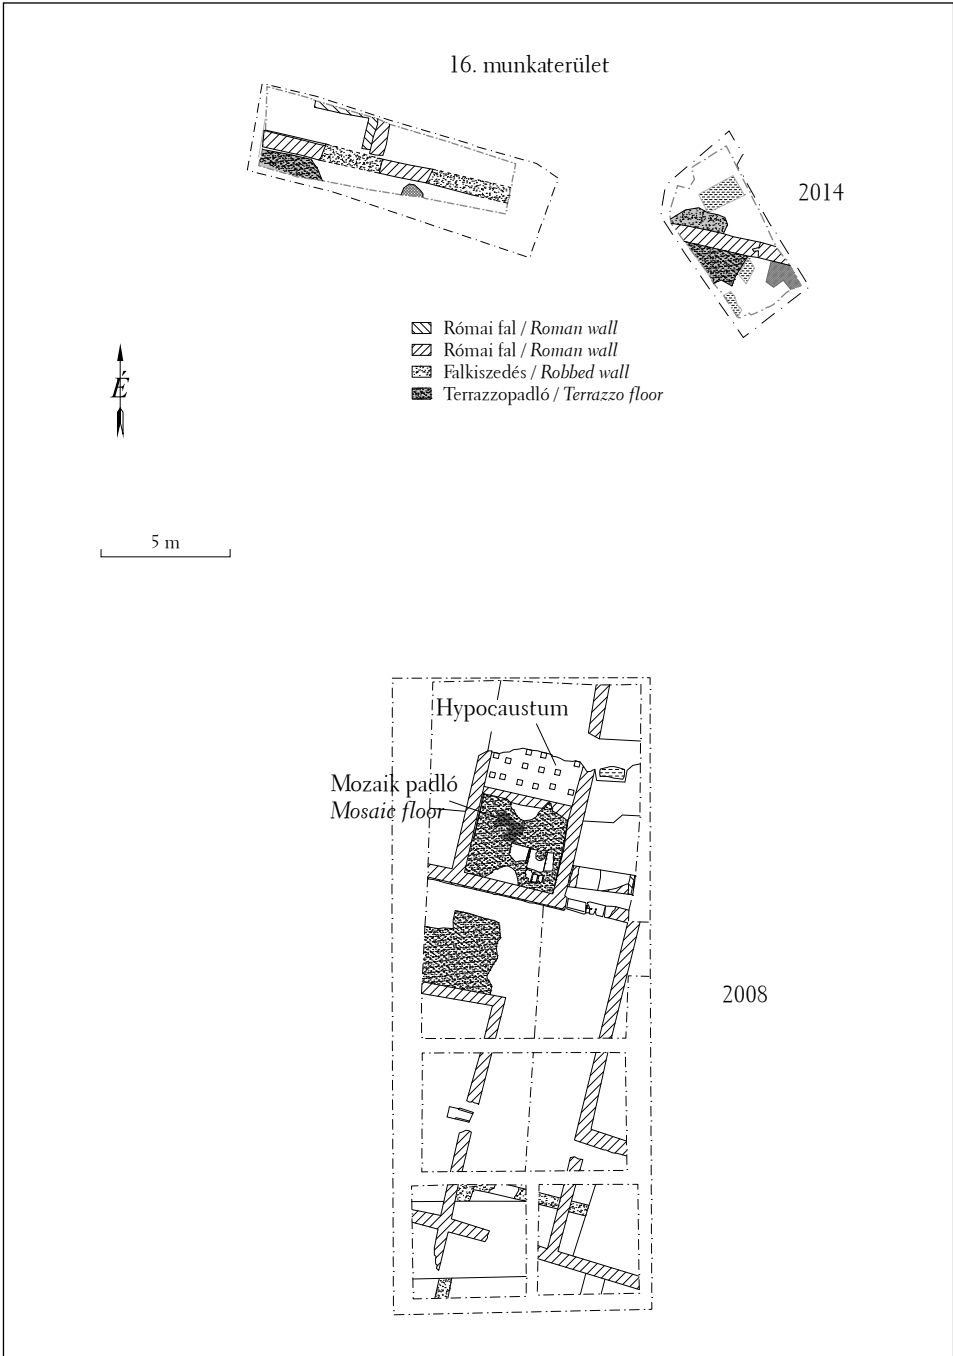 16. munkaterület
2014
Római fal / Roman wall
Római fal / Roman wall
Falkiszedés / Robbed wall
Terrazzopadló / Terrazzo floor
É
5 m
Hypocaustum
Mozaik padló
Mosaic floor
2008